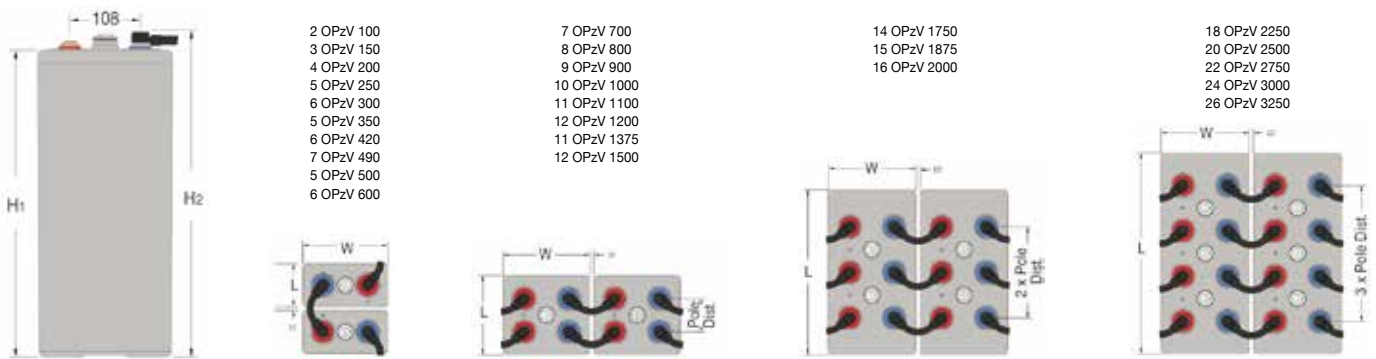 108
H1
H2
2 OPzV 100
3 OPzV 150
4 OPzV 200
5 OPzV 250
6 OPzV 300
5 OPzV 350
6 OPzV 420
7 OPzV 490
5 OPzV 500
6 OPzV 600
W
L
7 OPzV 700
8 OPzV 800
9 OPzV 900
10 OPzV 1000
11 OPzV 1100
12 OPzV 1200
11 OPzV 1375
12 OPzV 1500
W
L
Pole
Dist.
14 OPzV 1750
15 OPzV 1875
16 OPzV 2000
W
L
2 x Pole
Dist.
18 OPzV 2250
20 OPzV 2500
22 OPzV 2750
24 OPzV 3000
26 OPzV 3250
W
L
3 x Pole Dist.